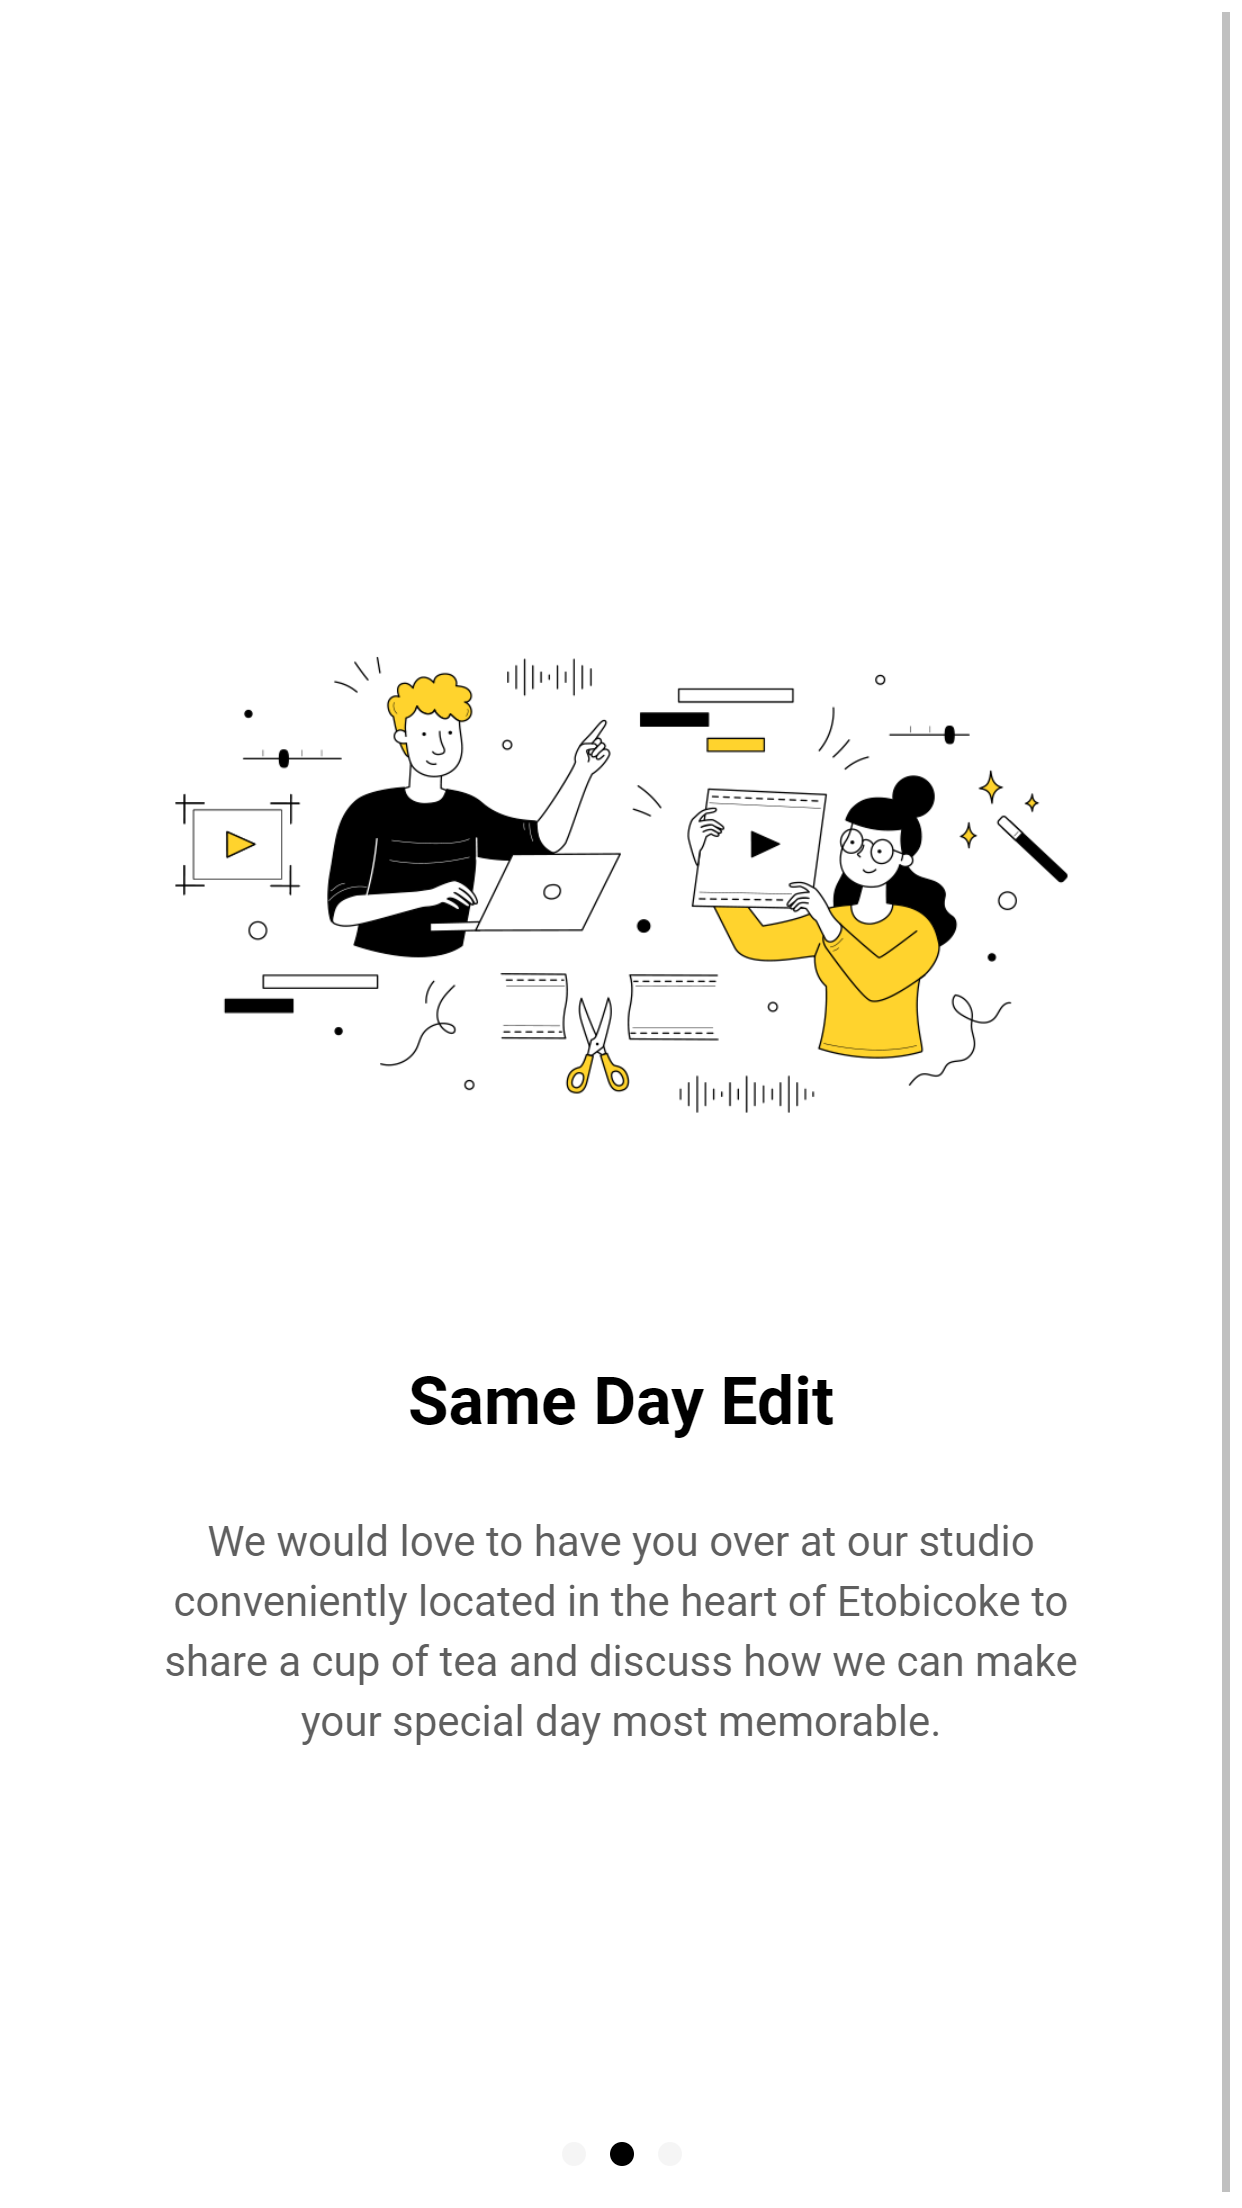 Same Day Edit
We would love to have you over at our studio
conveniently located in the heart of Etobicoke to
share a cup of tea and discuss how we can make
your special day most memorable.